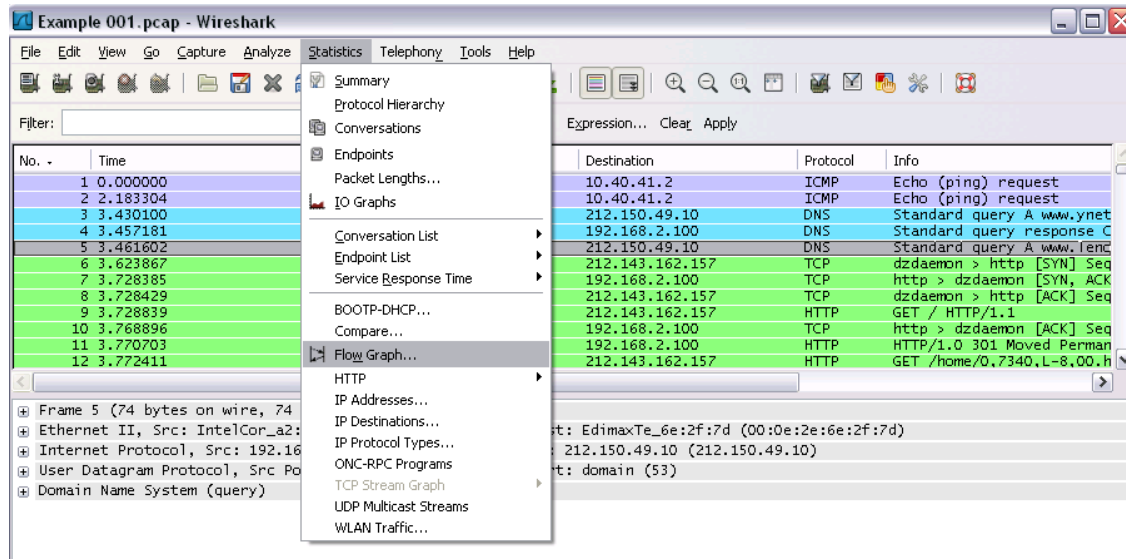 Example 001.pcap - Wireshark
File Edit View Go Capture Analyze Statistics Telephony Tools Help
Filter: Expression... Clear Apply
Summary
Protocol Hierarchy
Conversations
Endpoints
Packet Lengths...
IO Graphs
Conversation List
Endpoint List
Service Response Time
BOOTP-DHCP...
Compare...
Flow Graph...
HTTP
IP Addresses...
IP Destinations...
IP Protocol Types...
ONC-RPC Programs
TCP Stream Graph
UDP Multicast Streams
WLAN Traffic...
No. Time Destination Protocol Info
1 0.000000 10.40.41.2 ICMP Echo (ping) request
2 2.183304 10.40.41.2 ICMP Echo (ping) request
3 3.430100 212.150.49.10 DNS Standard query A www.ynet
4 3.457181 192.168.2.100 DNS Standard query response C
5 3.461602 212.150.49.10 DNS Standard query A www.lenc
6 3.623867 212.143.162.157 TCP dzdaemon > http [SYN] Seq
7 3.728385 192.168.2.100 TCP http > dzdaemon [SYN, ACK
8 3.728429 212.143.162.157 TCP dzdaemon > http [ACK] Seq
9 3.728839 212.143.162.157 HTTP GET / HTTP/1.1
10 3.768896 192.168.2.100 TCP http > dzdaemon [ACK] Seq
11 3.770703 192.168.2.100 HTTP HTTP/1.0 301 Moved Perman
12 3.772411 212.143.162.157 HTTP GET /home/0,7340,L-8,00.h
Frame 5 (74 bytes on wire, 74
Ethernet II, Src: IntelCor_a2: st: EdimaxTe_6e:2f:7d (00:0e:2e:6e:2f:7d)
Internet Protocol, Src: 192.16 212.150.49.10 (212.150.49.10)
User Datagram Protocol, Src Po rt: domain (53)
Domain Name System (query)